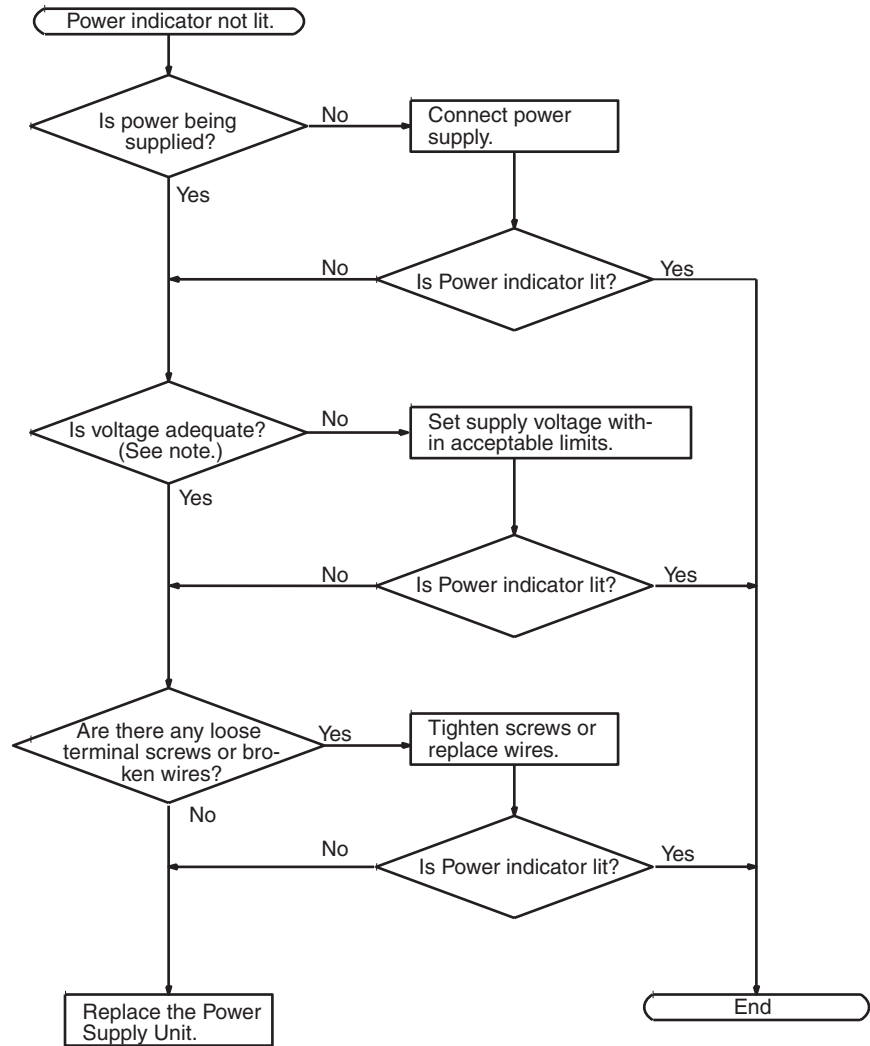 Power indicator not lit.
Is power being
supplied?
No
Connect power
supply.
Yes
No
Is Power indicator lit?
Yes
Is voltage adequate?
(See note.)
No
Set supply voltage with-
in acceptable limits.
Yes
No
Is Power indicator lit?
Yes
Are there any loose
terminal screws or bro-
ken wires?
Yes
Tighten screws or
replace wires.
No
No
Is Power indicator lit?
Yes
Replace the Power
Supply Unit.
End